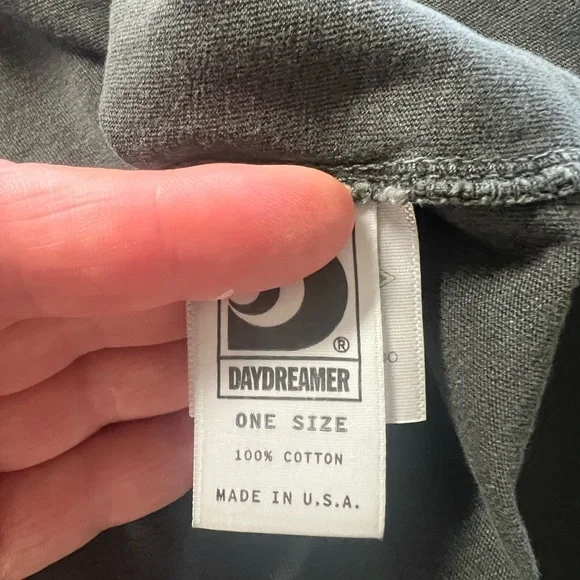 ®
DAYDREAMER
ONE SIZE
100% COTTON
MADE IN U.S.A.